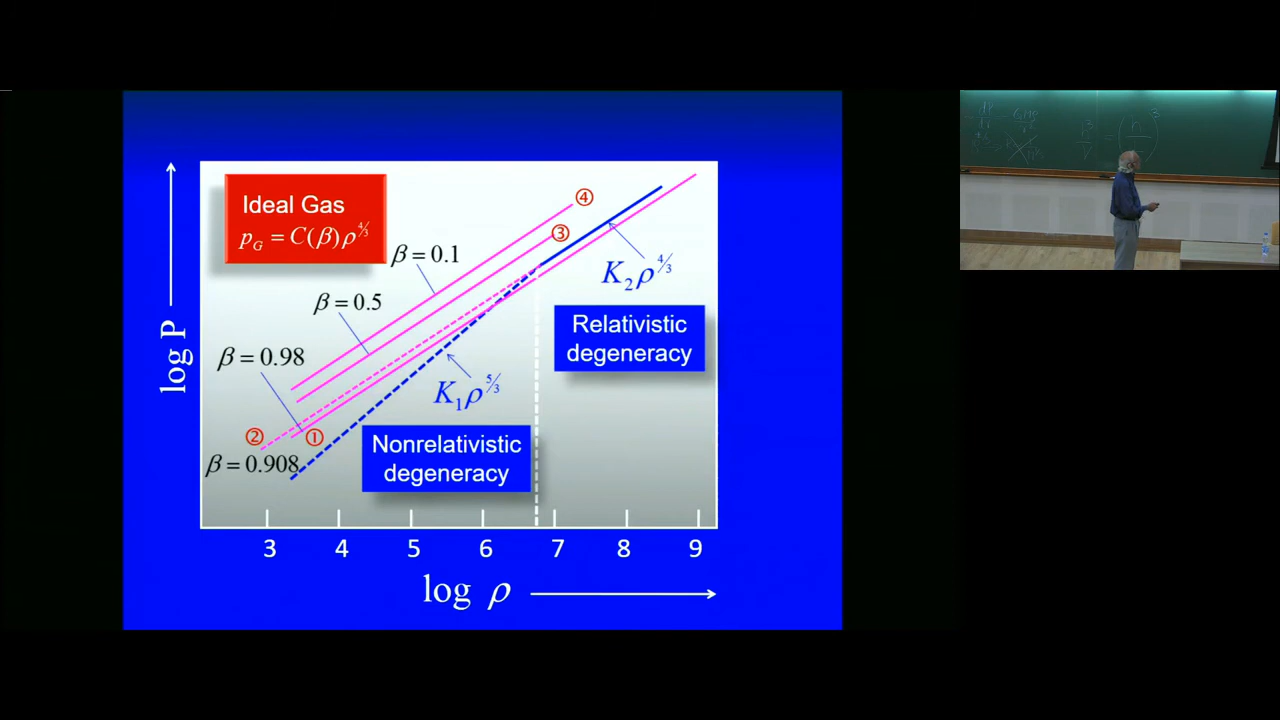 Ideal Gas
p_G = C(β)ρ^{4/3}
④
③
β = 0.1
β = 0.5
K₂ρ^{4/3}
Relativistic
degeneracy
β = 0.98
K₁ρ^{5/3}
② ①
β = 0.908
Nonrelativistic
degeneracy
log P
3 4 5 6 7 8 9
log ρ